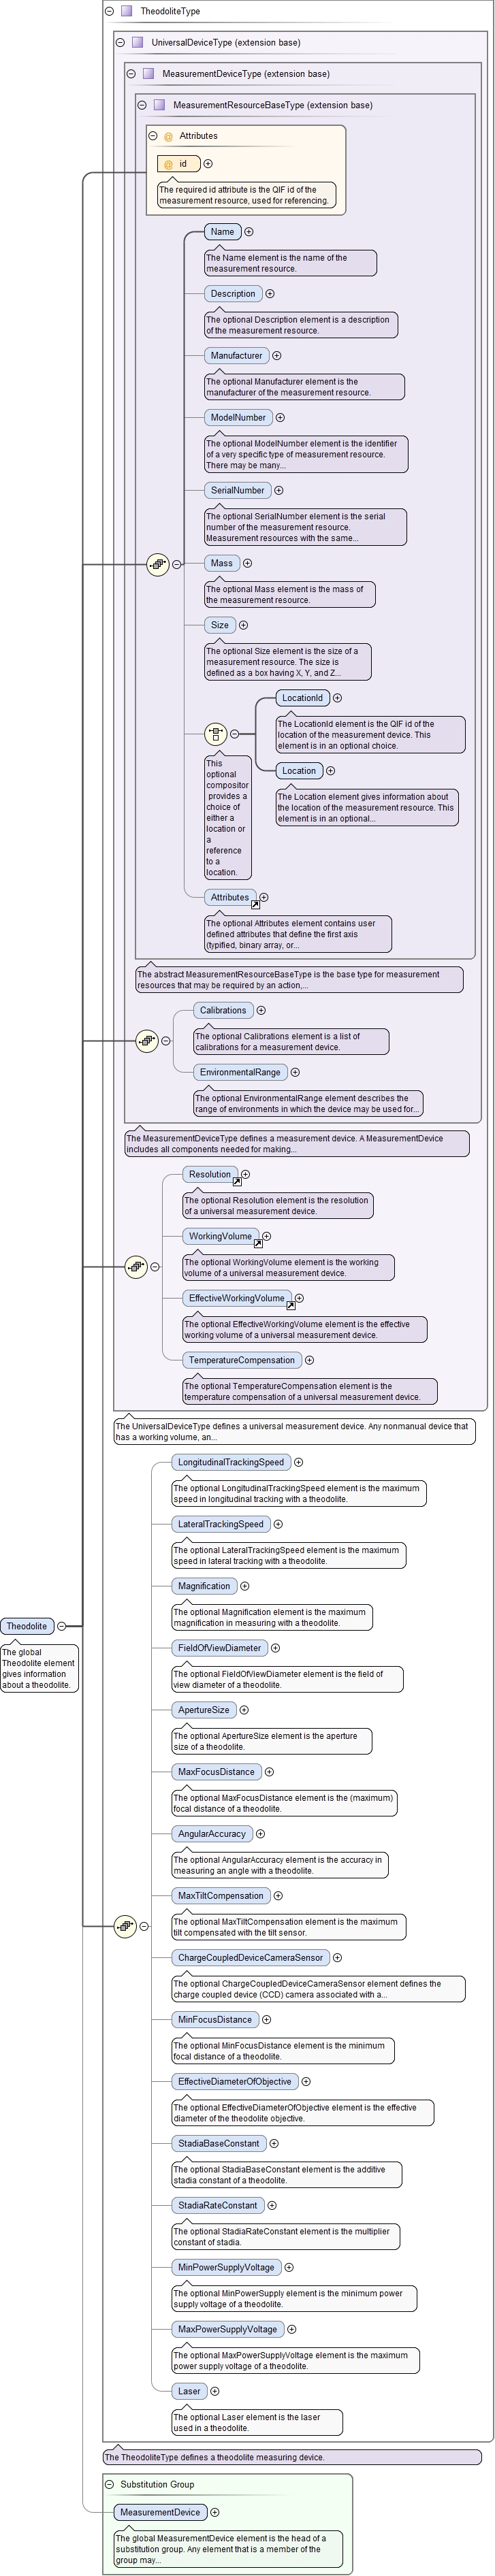 TheodoliteType
UniversalDeviceType (extension base)
MeasurementDeviceType (extension base)
MeasurementResourceBaseType (extension base)
@ Attributes
@ id
The required id attribute is the QIF id of the
measurement resource, used for referencing.
Name
The Name element is the name of the
measurement resource.
Description
The optional Description element is a description
of the measurement resource.
Manufacturer
The optional Manufacturer element is the
manufacturer of the measurement resource.
ModelNumber
The optional ModelNumber element is the identifier
of a very specific type of measurement resource.
There may be many...
SerialNumber
The optional SerialNumber element is the serial
number of the measurement resource.
Measurement resources with the same...
Mass
The optional Mass element is the mass of
the measurement resource.
Size
The optional Size element is the size of a
measurement resource. The size is
defined as a box having X, Y, and Z...
LocationId
The LocationId element is the QIF id of the
location of the measurement device. This
element is in an optional choice.
Location
The Location element gives information about
the location of the measurement resource. This
element is in an optional...
This
optional
compositor
provides a
choice of
either a
location or
a
reference
to a
location.
Attributes
The optional Attributes element contains user
defined attributes that define the first axis
(typified, binary array, or...
The abstract MeasurementResourceBaseType is the base type for measurement
resources that may be required by an action,...
Calibrations
The optional Calibrations element is a list of
calibrations for a measurement device.
EnvironmentalRange
The optional EnvironmentalRange element describes the
range of environments in which the device may be used for...
The MeasurementDeviceType defines a measurement device. A MeasurementDevice
includes all components needed for making...
Resolution
The optional Resolution element is the resolution
of a universal measurement device.
WorkingVolume
The optional WorkingVolume element is the working
volume of a universal measurement device.
EffectiveWorkingVolume
The optional EffectiveWorkingVolume element is the effective
working volume of a universal measurement device.
TemperatureCompensation
The optional TemperatureCompensation element is the
temperature compensation of a universal measurement device.
The UniversalDeviceType defines a universal measurement device. Any nonmanual device that
has a working volume, an...
LongitudinalTrackingSpeed
The optional LongitudinalTrackingSpeed element is the maximum
speed in longitudinal tracking with a theodolite.
LateralTrackingSpeed
The optional LateralTrackingSpeed element is the maximum
speed in lateral tracking with a theodolite.
Magnification
The optional Magnification element is the maximum
magnification in measuring with a theodolite.
Theodolite
The global
Theodolite element
gives information
about a theodolite.
FieldOfViewDiameter
The optional FieldOfViewDiameter element is the field of
view diameter of a theodolite.
ApertureSize
The optional ApertureSize element is the aperture
size of a theodolite.
MaxFocusDistance
The optional MaxFocusDistance element is the (maximum)
focal distance of a theodolite.
AngularAccuracy
The optional AngularAccuracy element is the accuracy in
measuring an angle with a theodolite.
MaxTiltCompensation
The optional MaxTiltCompensation element is the maximum
tilt compensated with the tilt sensor.
ChargeCoupledDeviceCameraSensor
The optional ChargeCoupledDeviceCameraSensor element defines the
charge coupled device (CCD) camera associated with a...
MinFocusDistance
The optional MinFocusDistance element is the minimum
focal distance of a theodolite.
EffectiveDiameterOfObjective
The optional EffectiveDiameterOfObjective element is the effective
diameter of the theodolite objective.
StadiaBaseConstant
The optional StadiaBaseConstant element is the additive
stadia constant of a theodolite.
StadiaRateConstant
The optional StadiaRateConstant element is the multiplier
constant of stadia.
MinPowerSupplyVoltage
The optional MinPowerSupply element is the minimum power
supply voltage of a theodolite.
MaxPowerSupplyVoltage
The optional MaxPowerSupplyVoltage element is the maximum
power supply voltage of a theodolite.
Laser
The optional Laser element is the laser
used in a theodolite.
The TheodoliteType defines a theodolite measuring device.
Substitution Group
MeasurementDevice
The global MeasurementDevice element is the head of a
substitution group. Any element that is a member of the
group may...